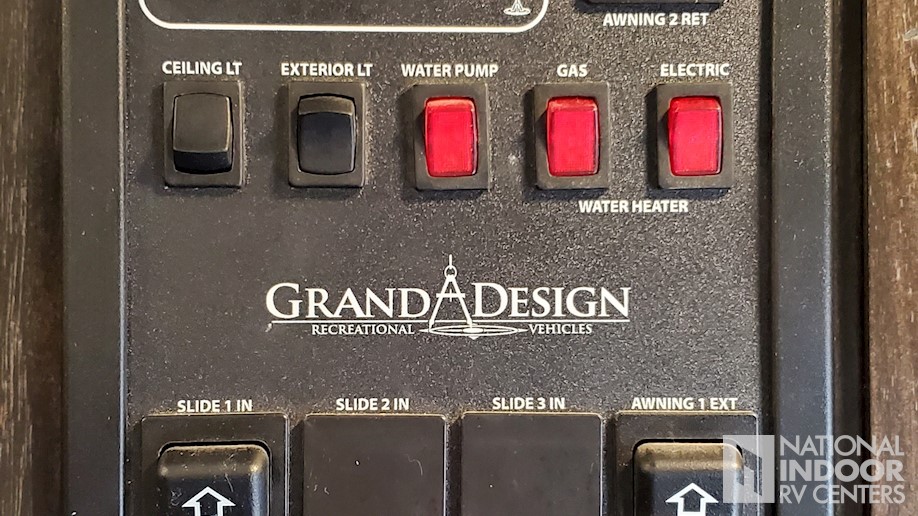 AWNING 2 RET
CEILING LT EXTERIOR LT WATER PUMP GAS ELECTRIC
WATER HEATER
GRAND DESIGN
RECREATIONAL VEHICLES
SLIDE 1 IN SLIDE 2 IN SLIDE 3 IN AWNING 1 EXT
NATIONAL
INDOOR
RV CENTERS